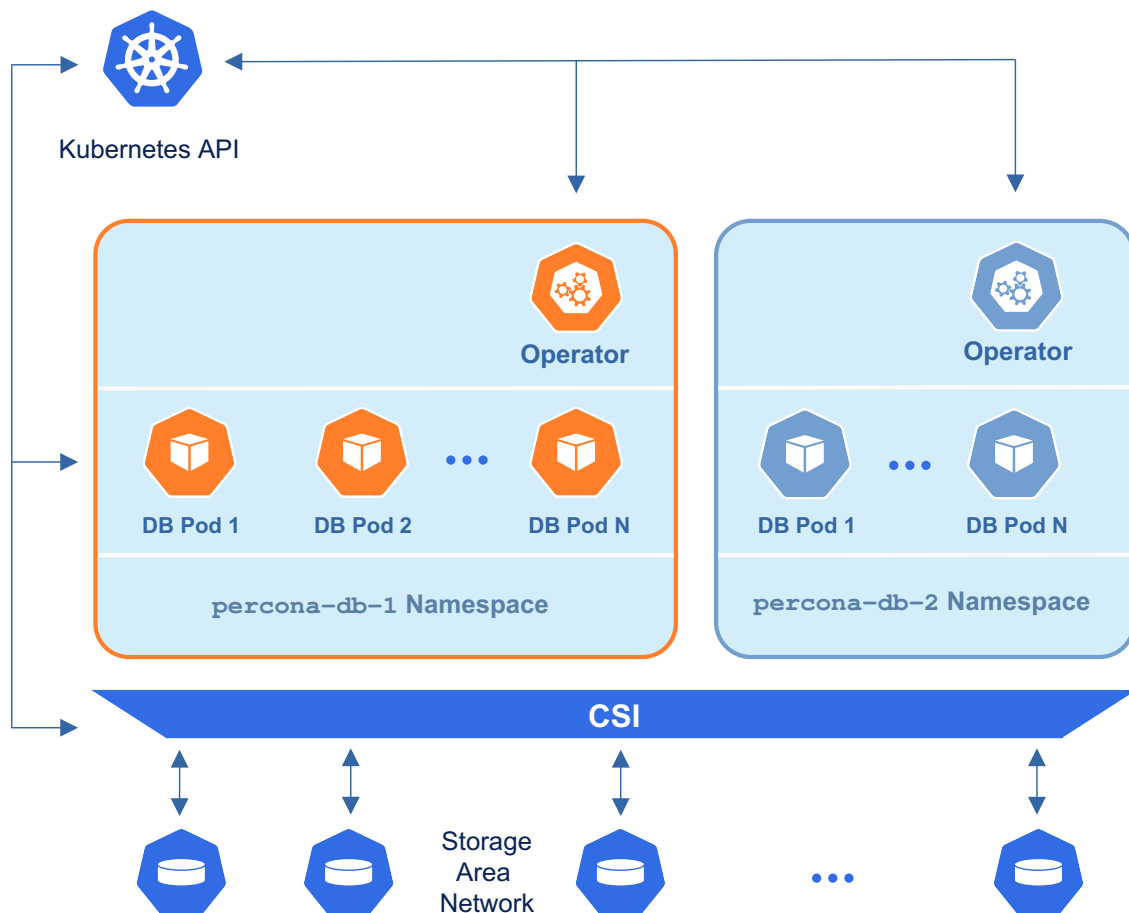 Kubernetes API
Operator
Operator
DB Pod 1
DB Pod 2
DB Pod N
DB Pod 1
DB Pod N
percona-db-1 Namespace
percona-db-2 Namespace
CSI
Storage
Area
Network